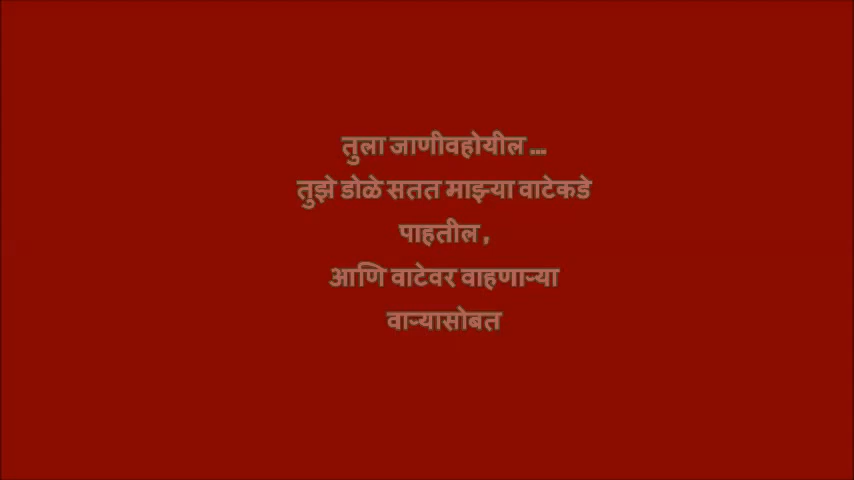 तुला जाणीवहोयील ...
तुझे डोळे सतत माझ्या वाटेकडे
पाहतील ,
आणि वाटेवर वाहणाऱ्या
वाऱ्यासोबत